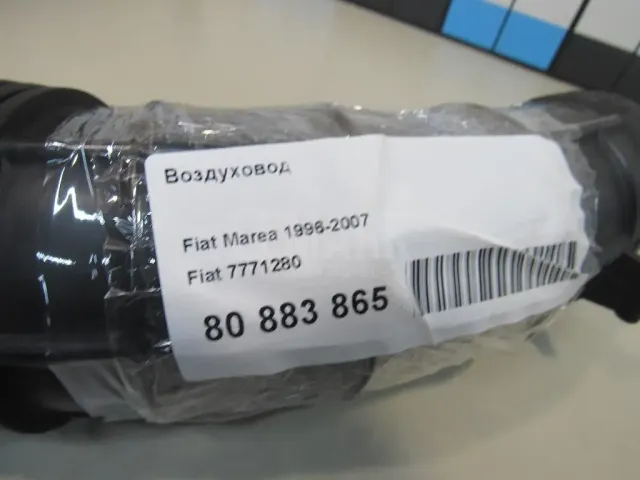 Воздуховод
Fiat Marea 1996-2007
Fiat 7771280
80 883 865